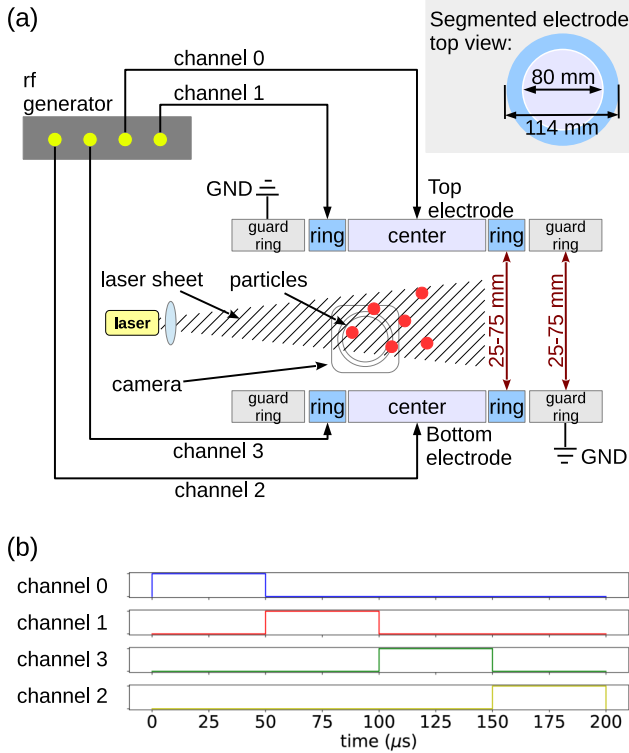 (a)
Segmented electrode
top view:
80 mm
114 mm
channel 0
rf
generator
channel 1
GND
Top
electrode
guard
ring
ring
center
ring
guard
ring
laser sheet
particles
laser
25-75 mm
25-75 mm
camera
guard
ring
ring
center
ring
guard
ring
channel 3
Bottom
electrode
GND
channel 2
(b)
channel 0
channel 1
channel 3
channel 2
0 25 50 75 100 125 150 175 200
time (μs)